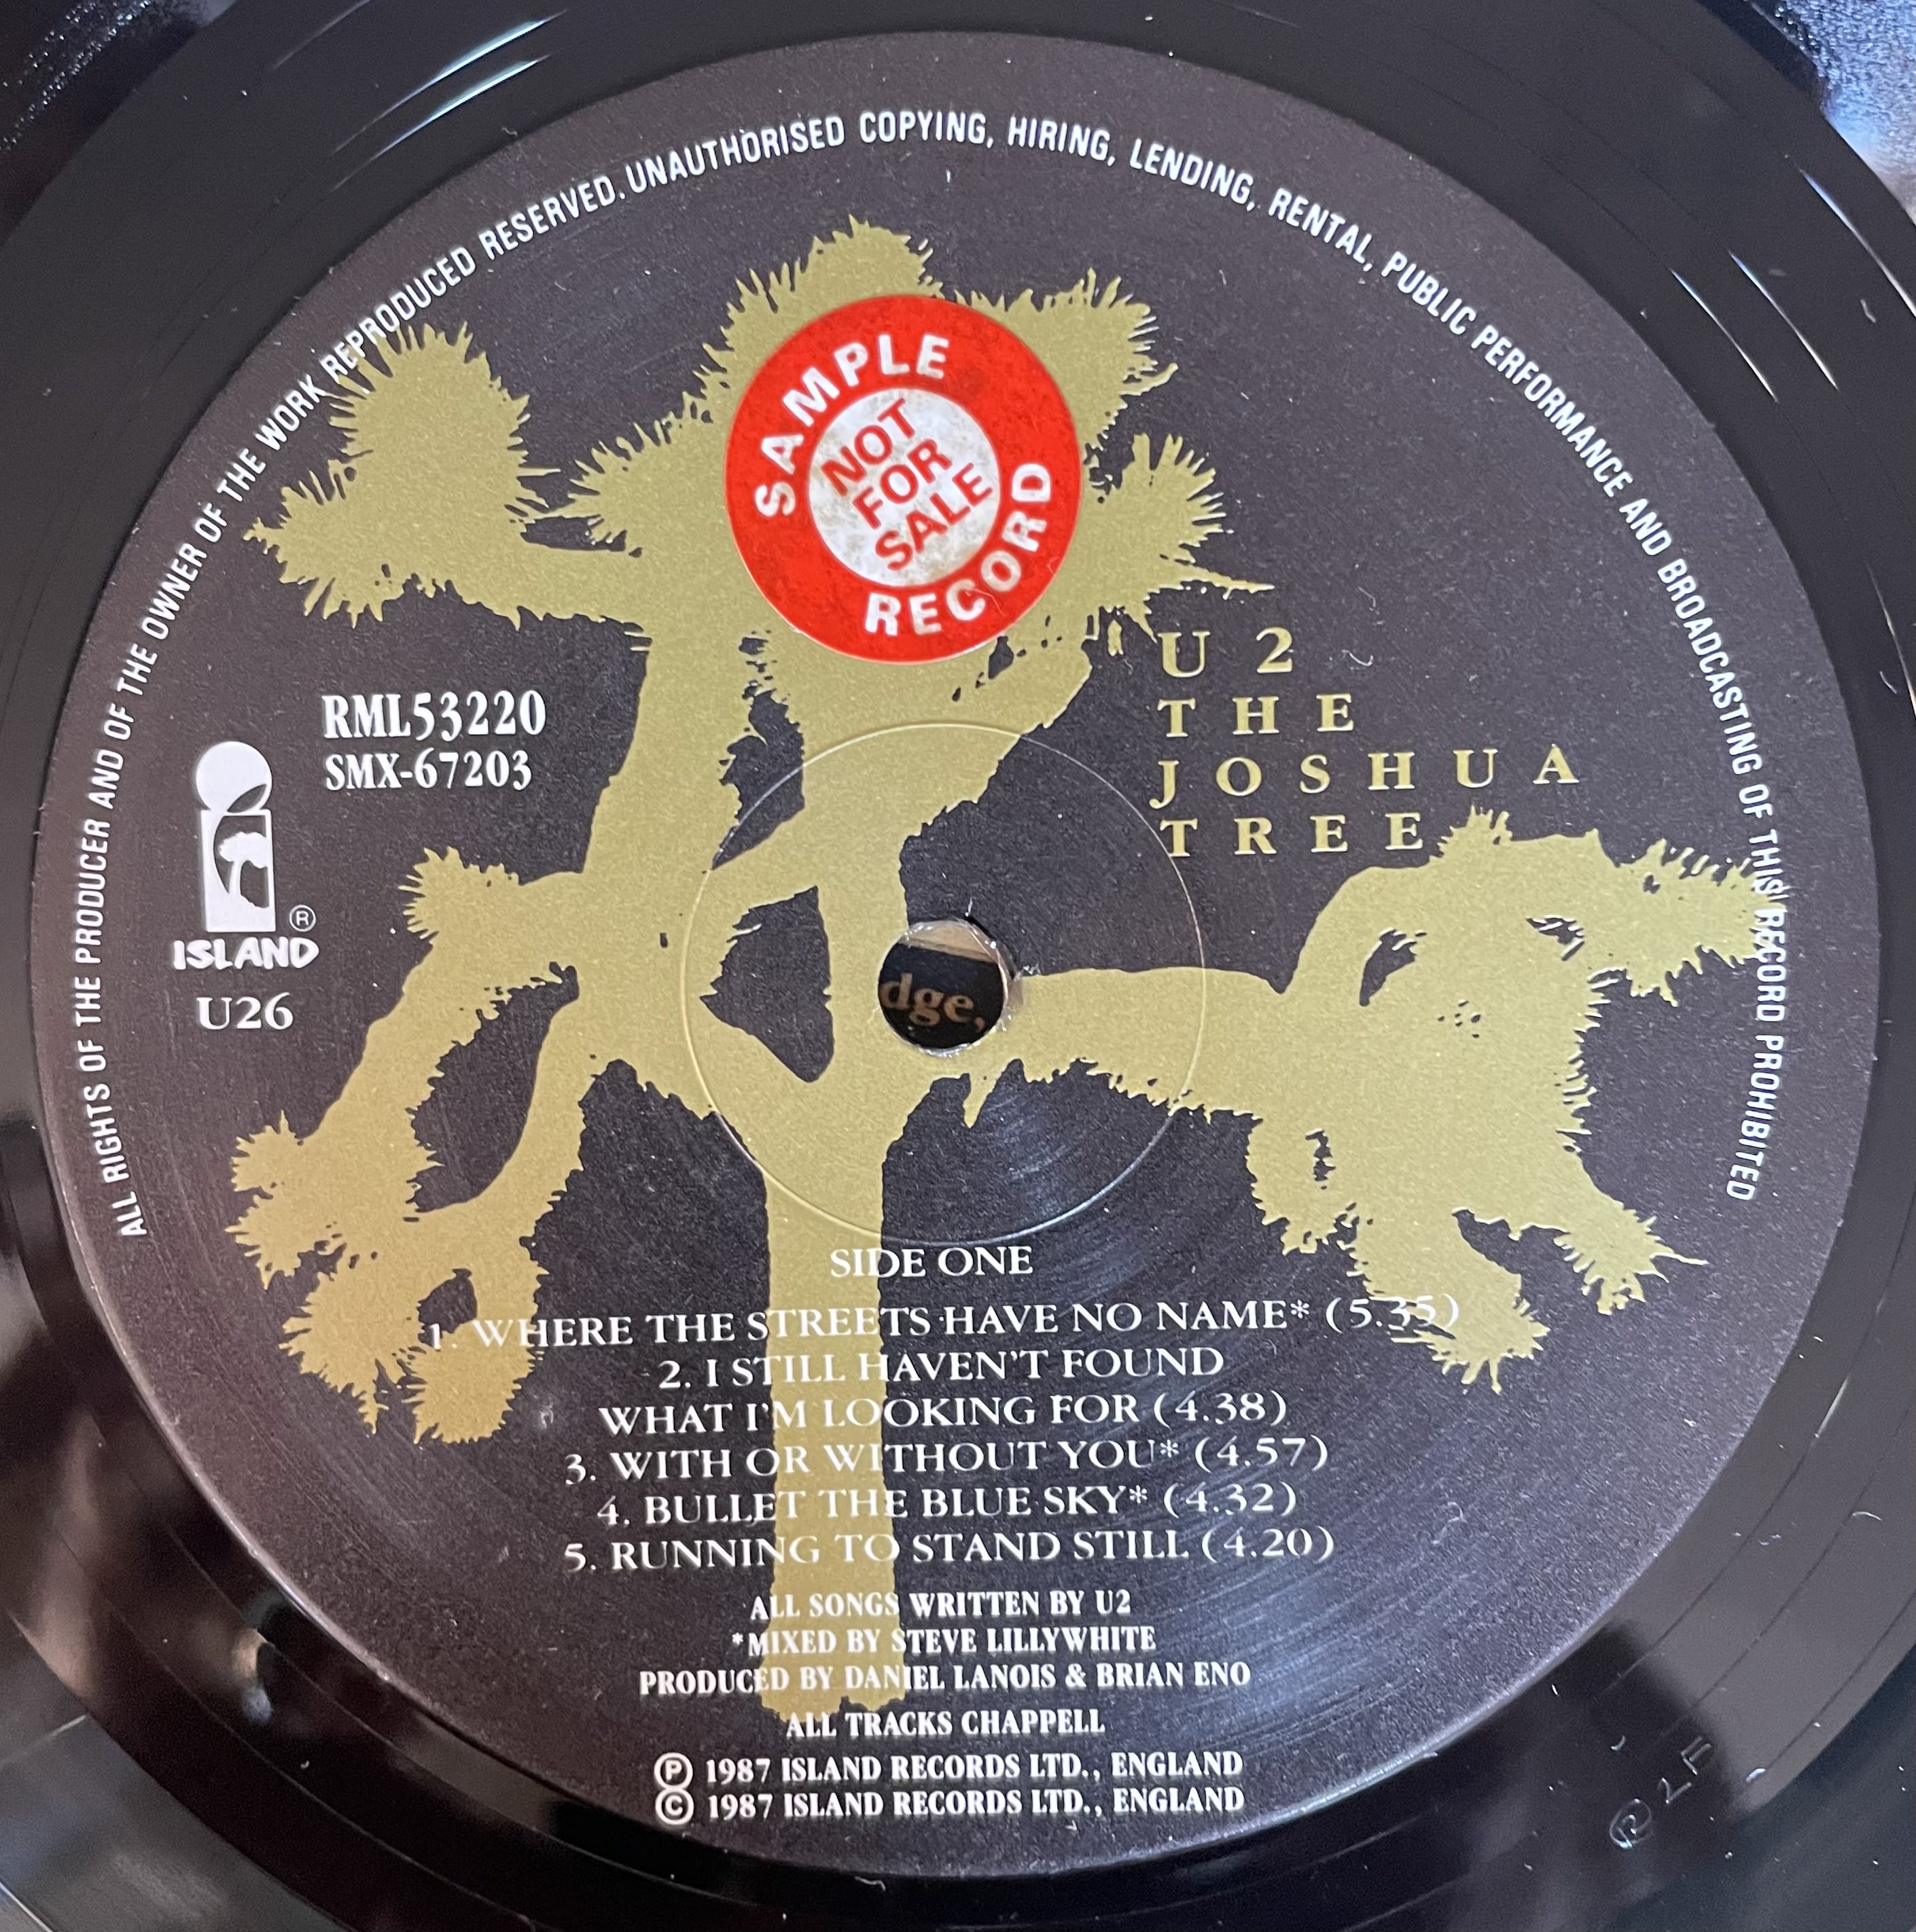 ALL RIGHTS OF THE PRODUCER AND OF THE OWNER OF THE WORK REPRODUCED RESERVED. UNAUTHORISED COPYING, HIRING, LENDING, RENTAL, PUBLIC PERFORMANCE AND BROADCASTING OF THIS RECORD PROHIBITED
SAMPLE
NOT
FOR
SALE
RECORD
U2
THE
JOSHUA
TREE
RML53220
SMX-67203
®
ISLAND
U26
dge,
SIDE ONE
1. WHERE THE STREETS HAVE NO NAME* (5.35)
2. I STILL HAVEN'T FOUND
WHAT I'M LOOKING FOR (4.38)
3. WITH OR WITHOUT YOU* (4.57)
4. BULLET THE BLUE SKY* (4.32)
5. RUNNING TO STAND STILL (4.20)
ALL SONGS WRITTEN BY U2
*MIXED BY STEVE LILLYWHITE
PRODUCED BY DANIEL LANOIS & BRIAN ENO
ALL TRACKS CHAPPELL
Ⓟ 1987 ISLAND RECORDS LTD., ENGLAND
© 1987 ISLAND RECORDS LTD., ENGLAND